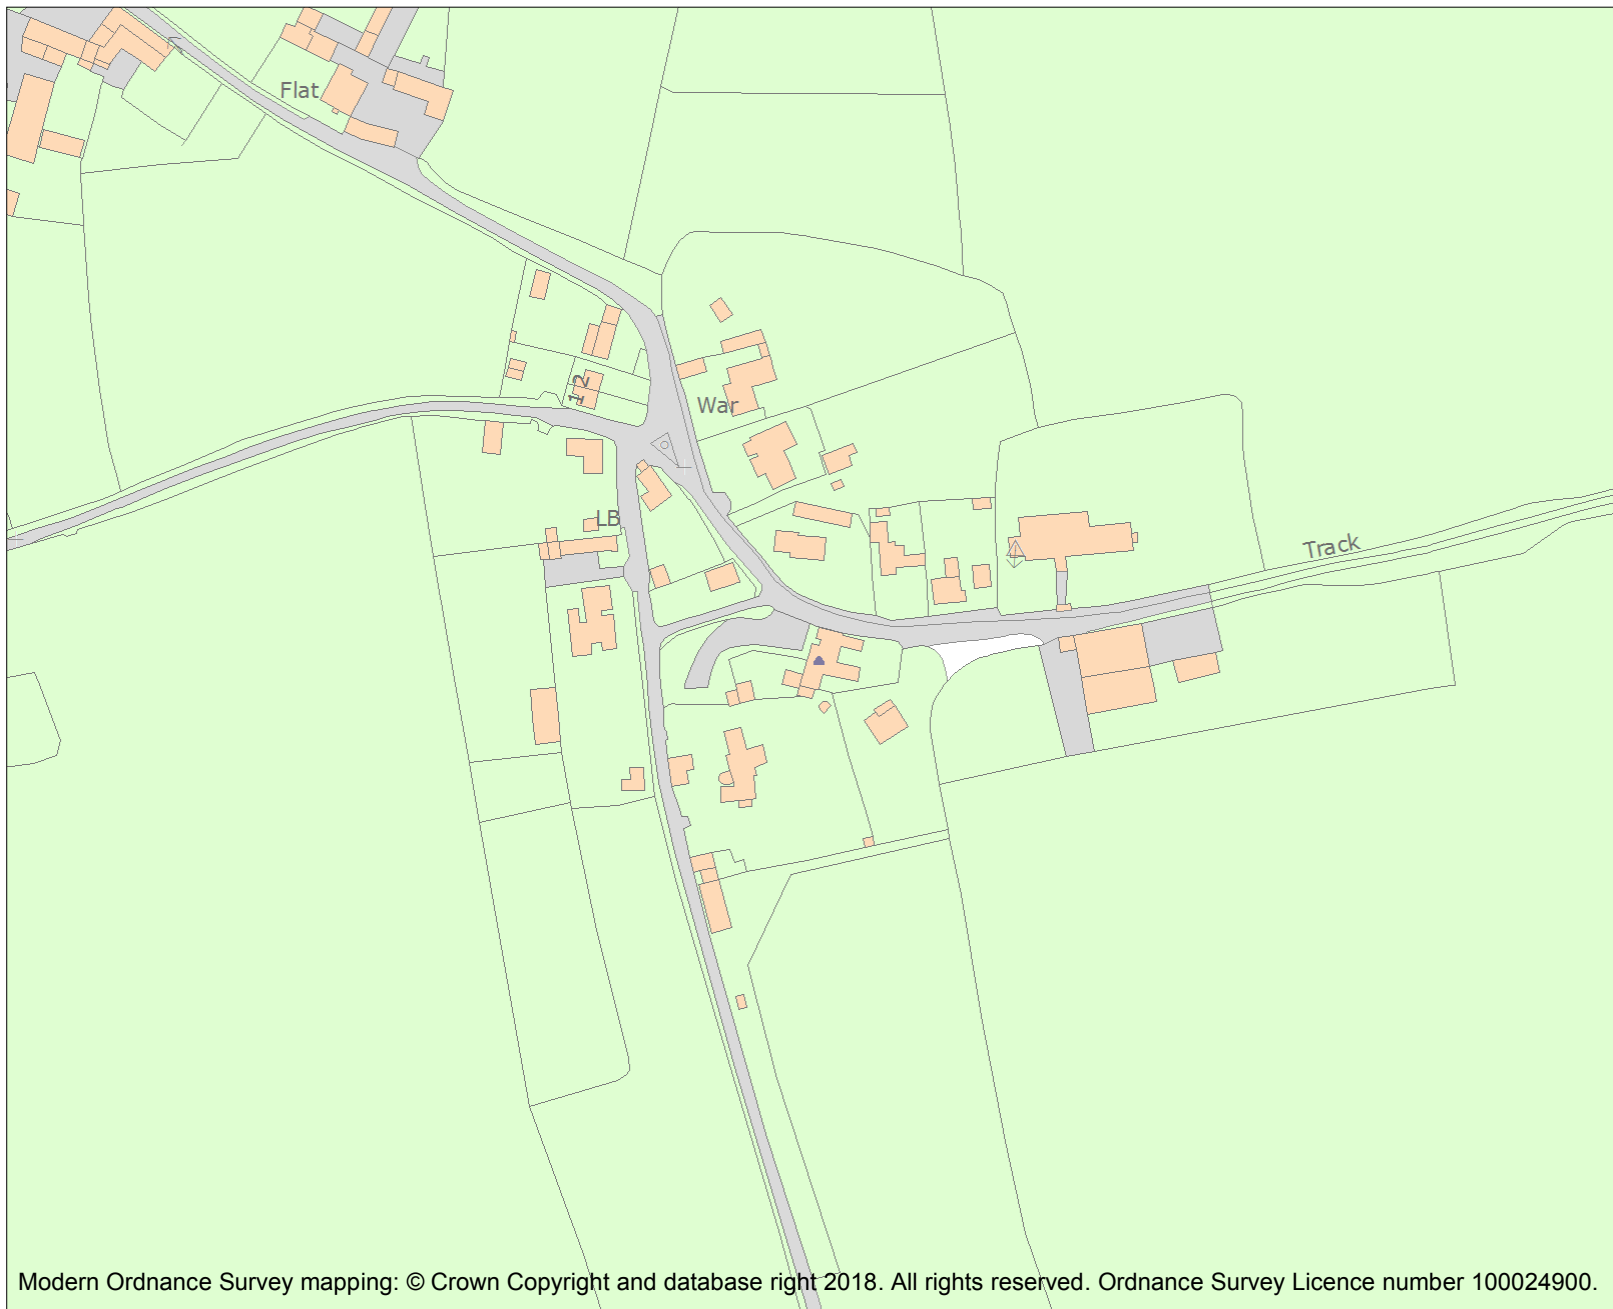 Flat
12
War
LB
Track
Modern Ordnance Survey mapping: © Crown Copyright and database right 2018. All rights reserved. Ordnance Survey Licence number 100024900.